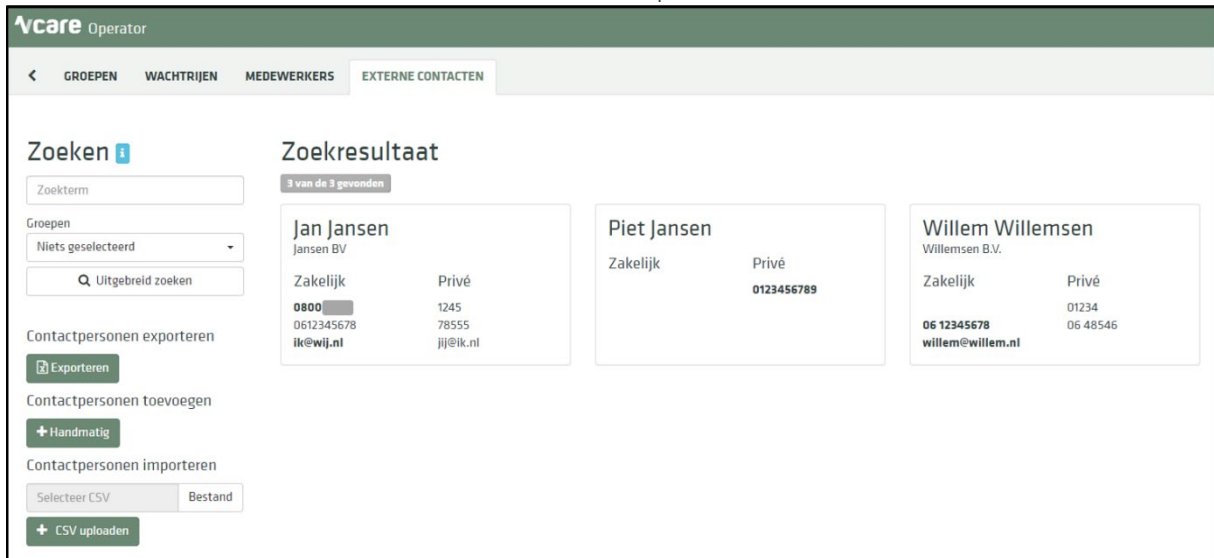 Vcare Operator
GROEPEN WACHTRIJEN MEDEWERKERS EXTERNE CONTACTEN
Zoeken i
Zoekterm
Groepen
Niets geselecteerd
Uitgebreid zoeken
Contactpersonen exporteren
Exporteren
Contactpersonen toevoegen
+ Handmatig
Contactpersonen importeren
Selecteer CSV Bestand
+ CSV uploaden
Zoekresultaat
3 van de 3 gevonden
Jan Jansen
Jansen BV
Zakelijk Privé
0800 1245
0612345678 78555
ik@wij.nl jij@ik.nl
Piet Jansen
Zakelijk Privé
0123456789
Willem Willemsen
Willemsen B.V.
Zakelijk Privé
01234
06 12345678 06 48546
willem@willem.nl